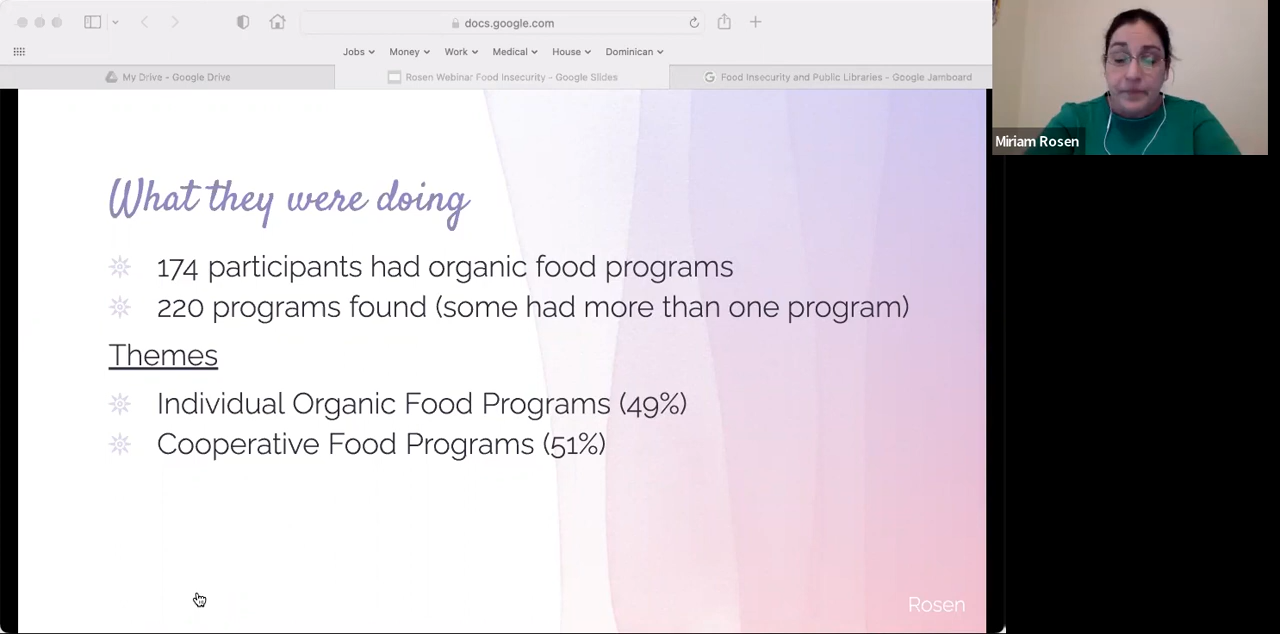 docs.google.com
Jobs Money Work Medical House Dominican
My Drive - Google Drive
Rosen Webinar Food Insecurity - Google Slides
Food Insecurity and Public Libraries - Google Jamboard
Miriam Rosen
What they were doing
174 participants had organic food programs
220 programs found (some had more than one program)
Themes
Individual Organic Food Programs (49%)
Cooperative Food Programs (51%)
Rosen